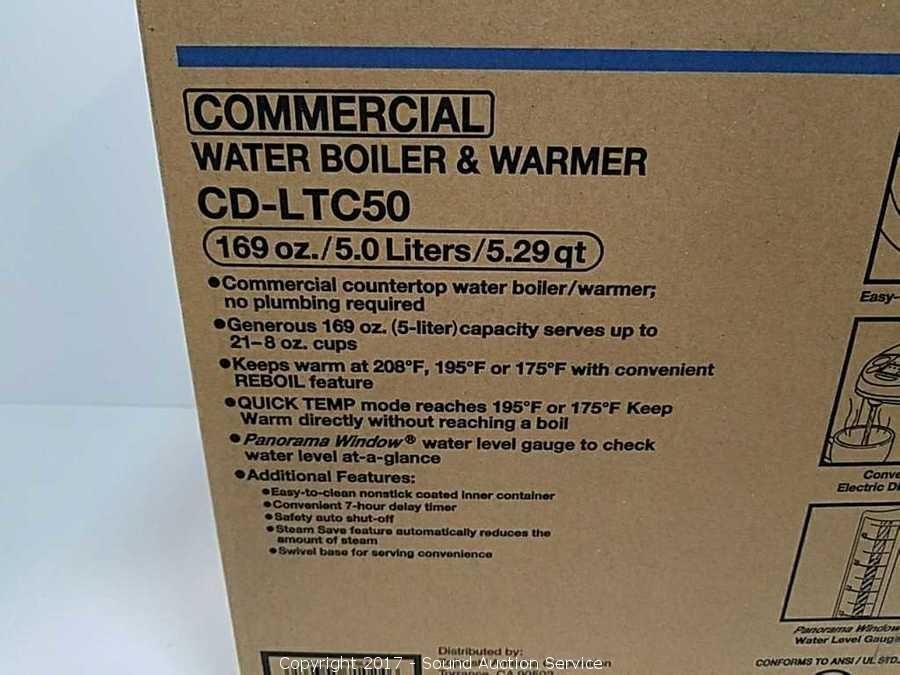 COMMERCIAL
WATER BOILER & WARMER
CD-LTC50
169 oz./5.0 Liters/5.29 qt
●Commercial countertop water boiler/warmer;
no plumbing required
●Generous 169 oz. (5-liter) capacity serves up to
21–8 oz. cups
●Keeps warm at 208°F, 195°F or 175°F with convenient
REBOIL feature
●QUICK TEMP mode reaches 195°F or 175°F Keep
Warm directly without reaching a boil
●Panorama Window® water level gauge to check
water level at-a-glance
●Additional Features:
●Easy-to-clean nonstick coated inner container
●Convenient 7-hour delay timer
●Safety auto shut-off
●Steam Save feature automatically reduces the
amount of steam
●Swivel base for serving convenience
Easy-
Conve
Electric Di
Panorama Window
Water Level Gauge
Distributed by:
CONFORMS TO ANSI / UL STD.
Copyright 2017 - Sound Auction Service